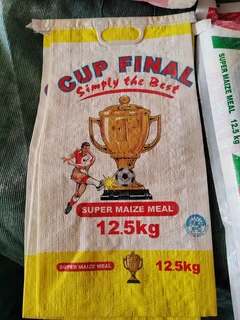 CUP FINAL
Simply the Best
SUPER MAIZE MEAL
12.5kg
SUPER MAIZE MEAL
12.5kg
SUPER MAIZE MEAL
12.5 kg